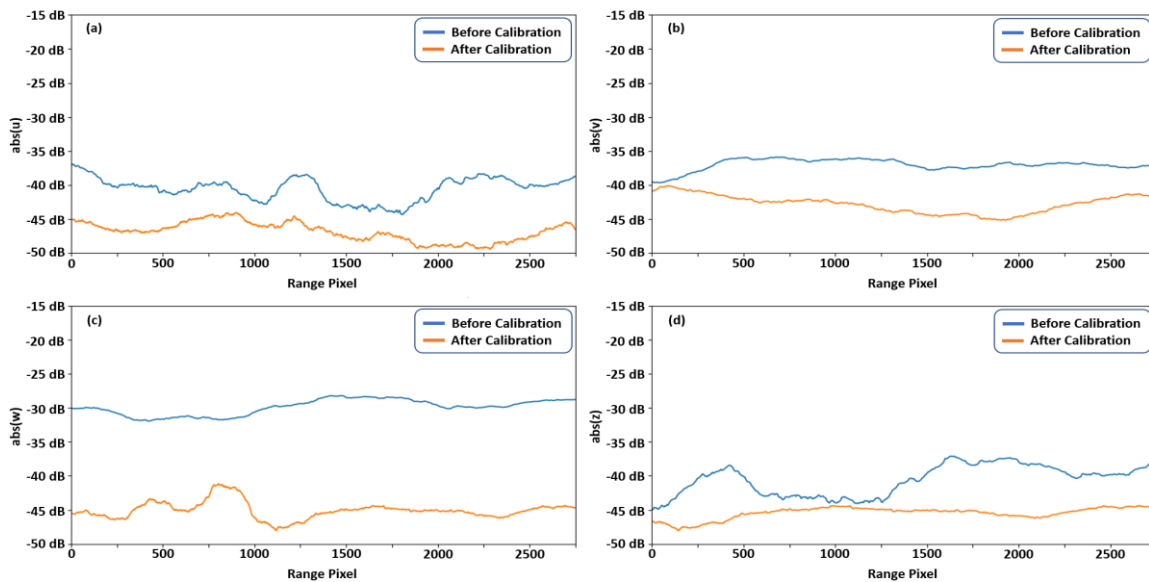 (a)
Before Calibration
After Calibration
-15 dB
-20 dB
-25 dB
-30 dB
-35 dB
-40 dB
-45 dB
-50 dB
abs(u)
0 500 1000 1500 2000 2500
Range Pixel
(b)
Before Calibration
After Calibration
-15 dB
-20 dB
-25 dB
-30 dB
-35 dB
-40 dB
-45 dB
-50 dB
abs(v)
0 500 1000 1500 2000 2500
Range Pixel
(c)
Before Calibration
After Calibration
-15 dB
-20 dB
-25 dB
-30 dB
-35 dB
-40 dB
-45 dB
-50 dB
abs(w)
0 500 1000 1500 2000 2500
Range Pixel
(d)
Before Calibration
After Calibration
-15 dB
-20 dB
-25 dB
-30 dB
-35 dB
-40 dB
-45 dB
-50 dB
abs(z)
0 500 1000 1500 2000 2500
Range Pixel